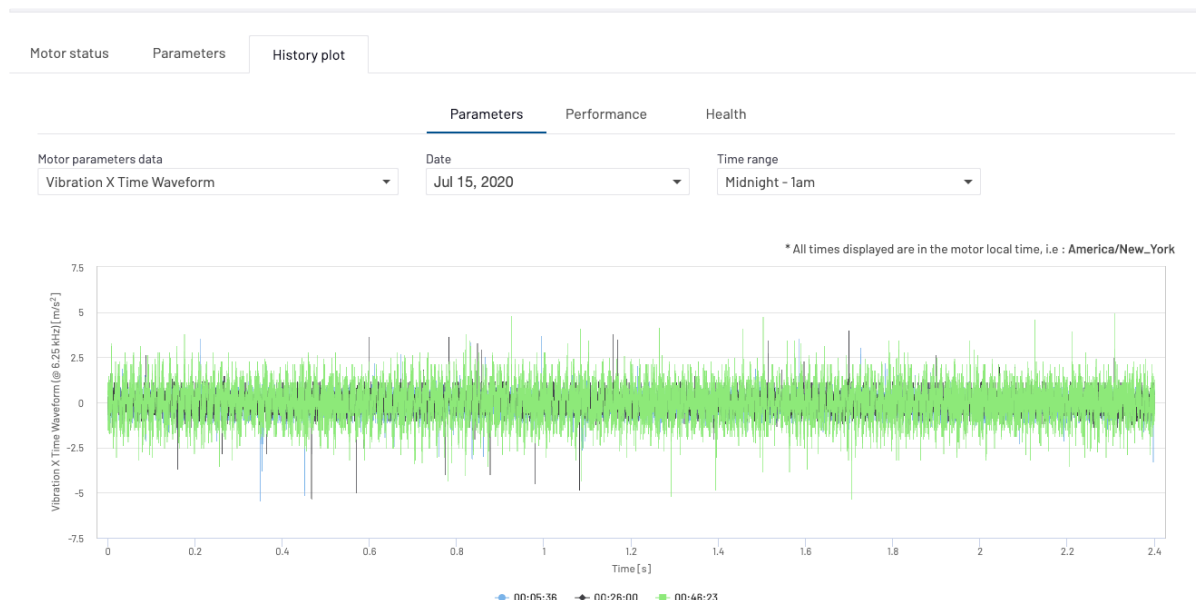 Motor status Parameters History plot
Parameters Performance Health
Motor parameters data Date Time range
Vibration X Time Waveform Jul 15, 2020 Midnight - 1am
* All times displayed are in the motor local time, i.e : America/New_York
Vibration X Time Waveform (@ 6.25 kHz) [m/s²]
7.5
5
2.5
0
-2.5
-5
-7.5
0 0.2 0.4 0.6 0.8 1 1.2 1.4 1.6 1.8 2 2.2 2.4
Time [s]
00:05:36 00:26:00 00:46:23